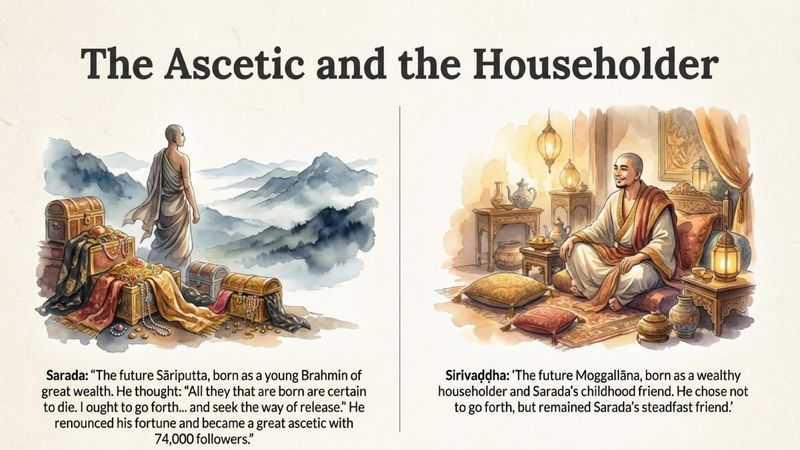 The Ascetic and the Householder
Sarada: “The future Sāriputta, born as a young Brahmin of
great wealth. He thought: “All they that are born are certain
to die. I ought to go forth... and seek the way of release.” He
renounced his fortune and became a great ascetic with
74,000 followers.”
Sirivaḍḍha: ‘The future Moggallāna, born as a wealthy
householder and Sarada’s childhood friend. He chose not
to go forth, but remained Sarada’s steadfast friend.’